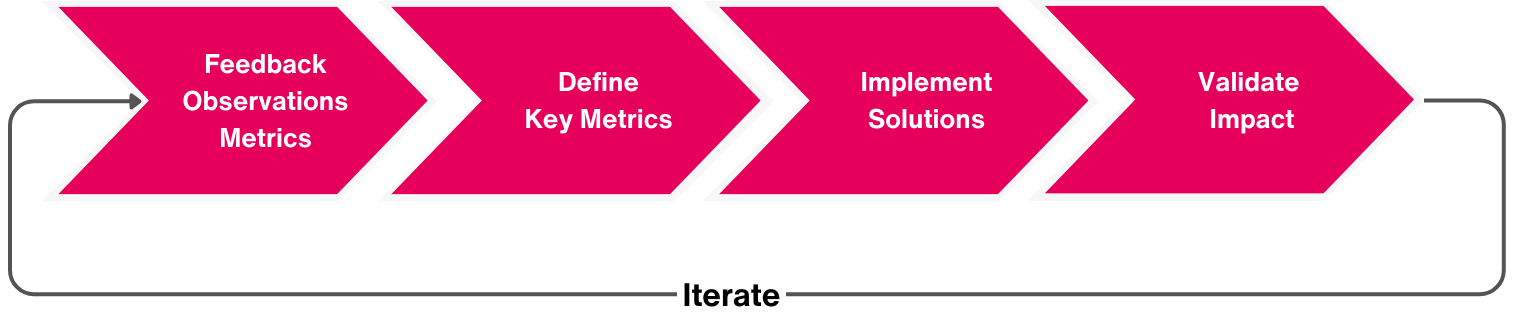 Feedback
Observations
Metrics
Define
Key Metrics
Implement
Solutions
Validate
Impact
Iterate